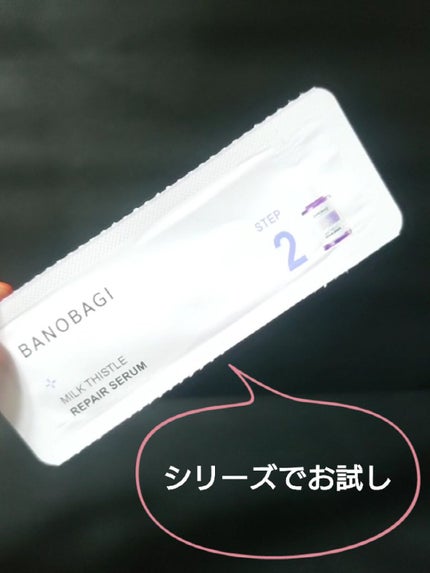 BANOBAGI
MILK THISTLE
REPAIR SERUM
STEP
2
シリーズでお試し